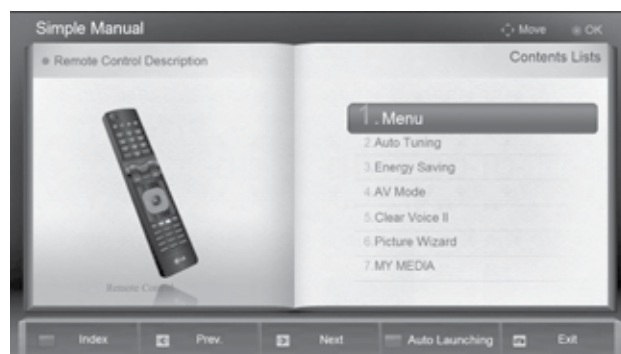 Simple Manual
Move
OK
Remote Control Description
Contents Lists
1. Menu
2.Auto Tuning
3.Energy Saving
4.AV Mode
5.Clear Voice II
6.Picture Wizard
7.MY MEDIA
LG
Remote Control
Index
Prev.
Next
Auto Launching
Exit